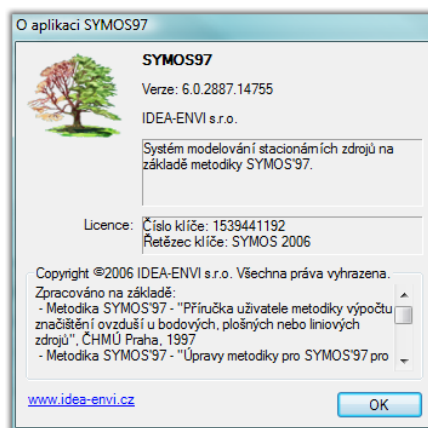 O aplikaci SYMOS97
SYMOS97
Verze: 6.0.2887.14755
IDEA-ENVI s.r.o.
Systém modelování stacionárních zdrojů na
základě metodiky SYMOS'97.
Licence:
Číslo klíče: 1539441192
Řetězec klíče: SYMOS 2006
Copyright ©2006 IDEA-ENVI s.r.o. Všechna práva vyhrazena.
Zpracováno na základě:
- Metodika SYMOS'97 - "Příručka uživatele metodiky výpočtu
značištění ovzduší u bodových, plošných nebo liniových
zdrojů", ČHMÚ Praha, 1997
- Metodika SYMOS'97 - "Úpravy metodiky pro SYMOS'97 pro
www.idea-envi.cz
OK